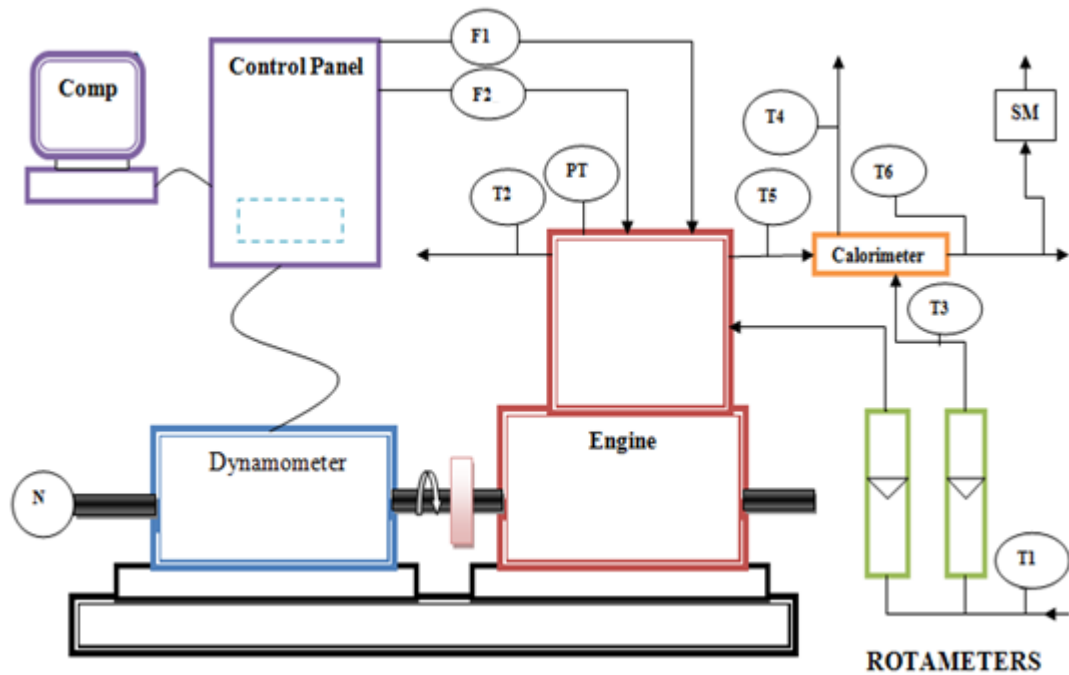 F1
Control Panel
Comp
F2
T4
SM
T2
PT
T5
T6
Calorimeter
T3
Engine
Dynamometer
N
T1
ROTAMETERS